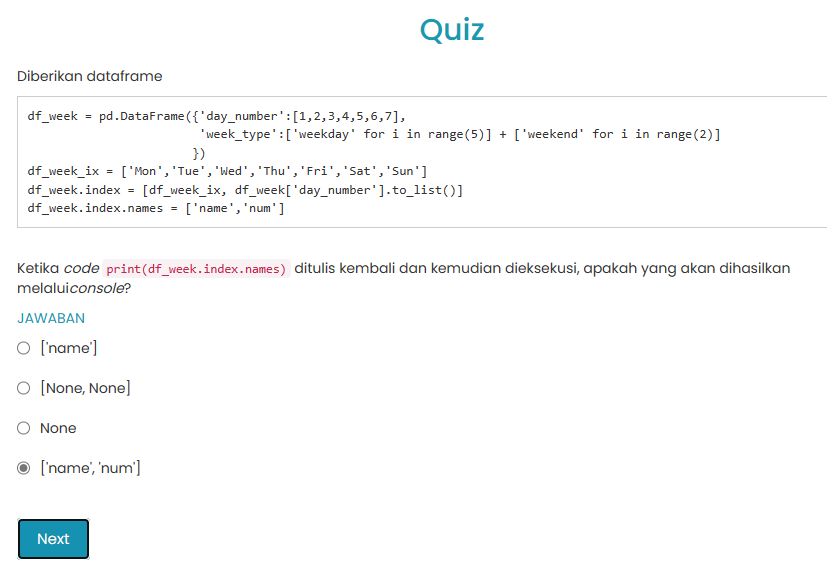 Quiz
Diberikan dataframe
df_week = pd.DataFrame({'day_number':[1,2,3,4,5,6,7],
'week_type':['weekday' for i in range(5)] + ['weekend' for i in range(2)]
})
df_week_ix = ['Mon','Tue','Wed','Thu','Fri','Sat','Sun']
df_week.index = [df_week_ix, df_week['day_number'].to_list()]
df_week.index.names = ['name','num']
Ketika code print(df_week.index.names) ditulis kembali dan kemudian dieksekusi, apakah yang akan dihasilkan
melaluiconsole?
JAWABAN
['name']
[None, None]
None
['name', 'num']
Next